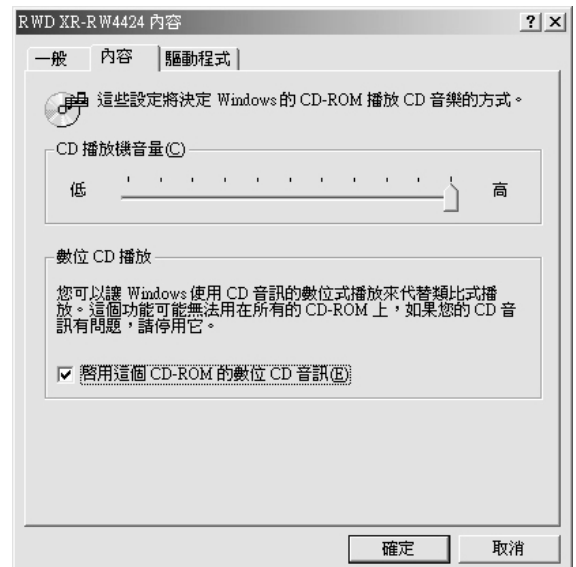 RWD XR-RW4424 內容
一般 內容 驅動程式
這些設定將決定 Windows 的 CD-ROM 播放 CD 音樂的方式。
CD 播放機音量(C)
低 高
數位 CD 播放
您可以讓 Windows 使用 CD 音訊的數位式播放來代替類比式播
放。這個功能可能無法用在所有的 CD-ROM 上，如果您的 CD 音
訊有問題，請停用它。
啓用這個 CD-ROM 的數位 CD 音訊(E)
確定 取消